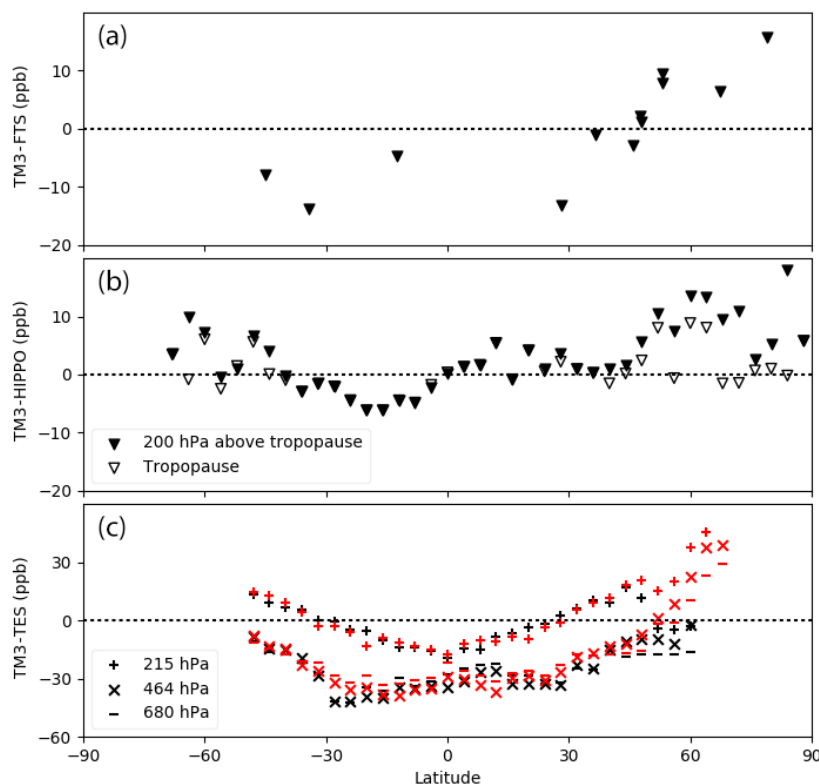 (a)
TM3-FTS (ppb)
10
0
−10
−20
(b)
TM3-HIPPO (ppb)
10
0
−10
−20
200 hPa above tropopause
Tropopause
(c)
TM3-TES (ppb)
30
0
−30
−60
215 hPa
464 hPa
680 hPa
−90
−60
−30
0
30
60
90
Latitude